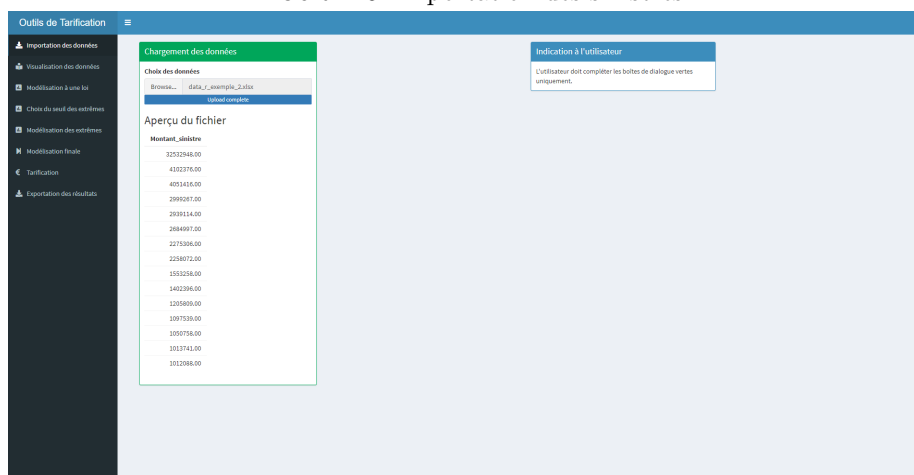 Outils de Tarification
Importation des données
Visualisation des données
Modélisation à une loi
Choix du seuil des extrêmes
Modélisation des extrêmes
Modélisation finale
Tarification
Exportation des résultats
Chargement des données
Choix des données
Browse... data_r_exemple_2.xlsx
Upload complete
Aperçu du fichier
Montant_sinistre
32532948.00
4102376.00
4051416.00
2999267.00
2939114.00
2684997.00
2275306.00
2258072.00
1553258.00
1402396.00
1205809.00
1097539.00
1050758.00
1013741.00
1012088.00
Indication à l'utilisateur
L'utilisateur doit compléter les boîtes de dialogue vertes
uniquement.